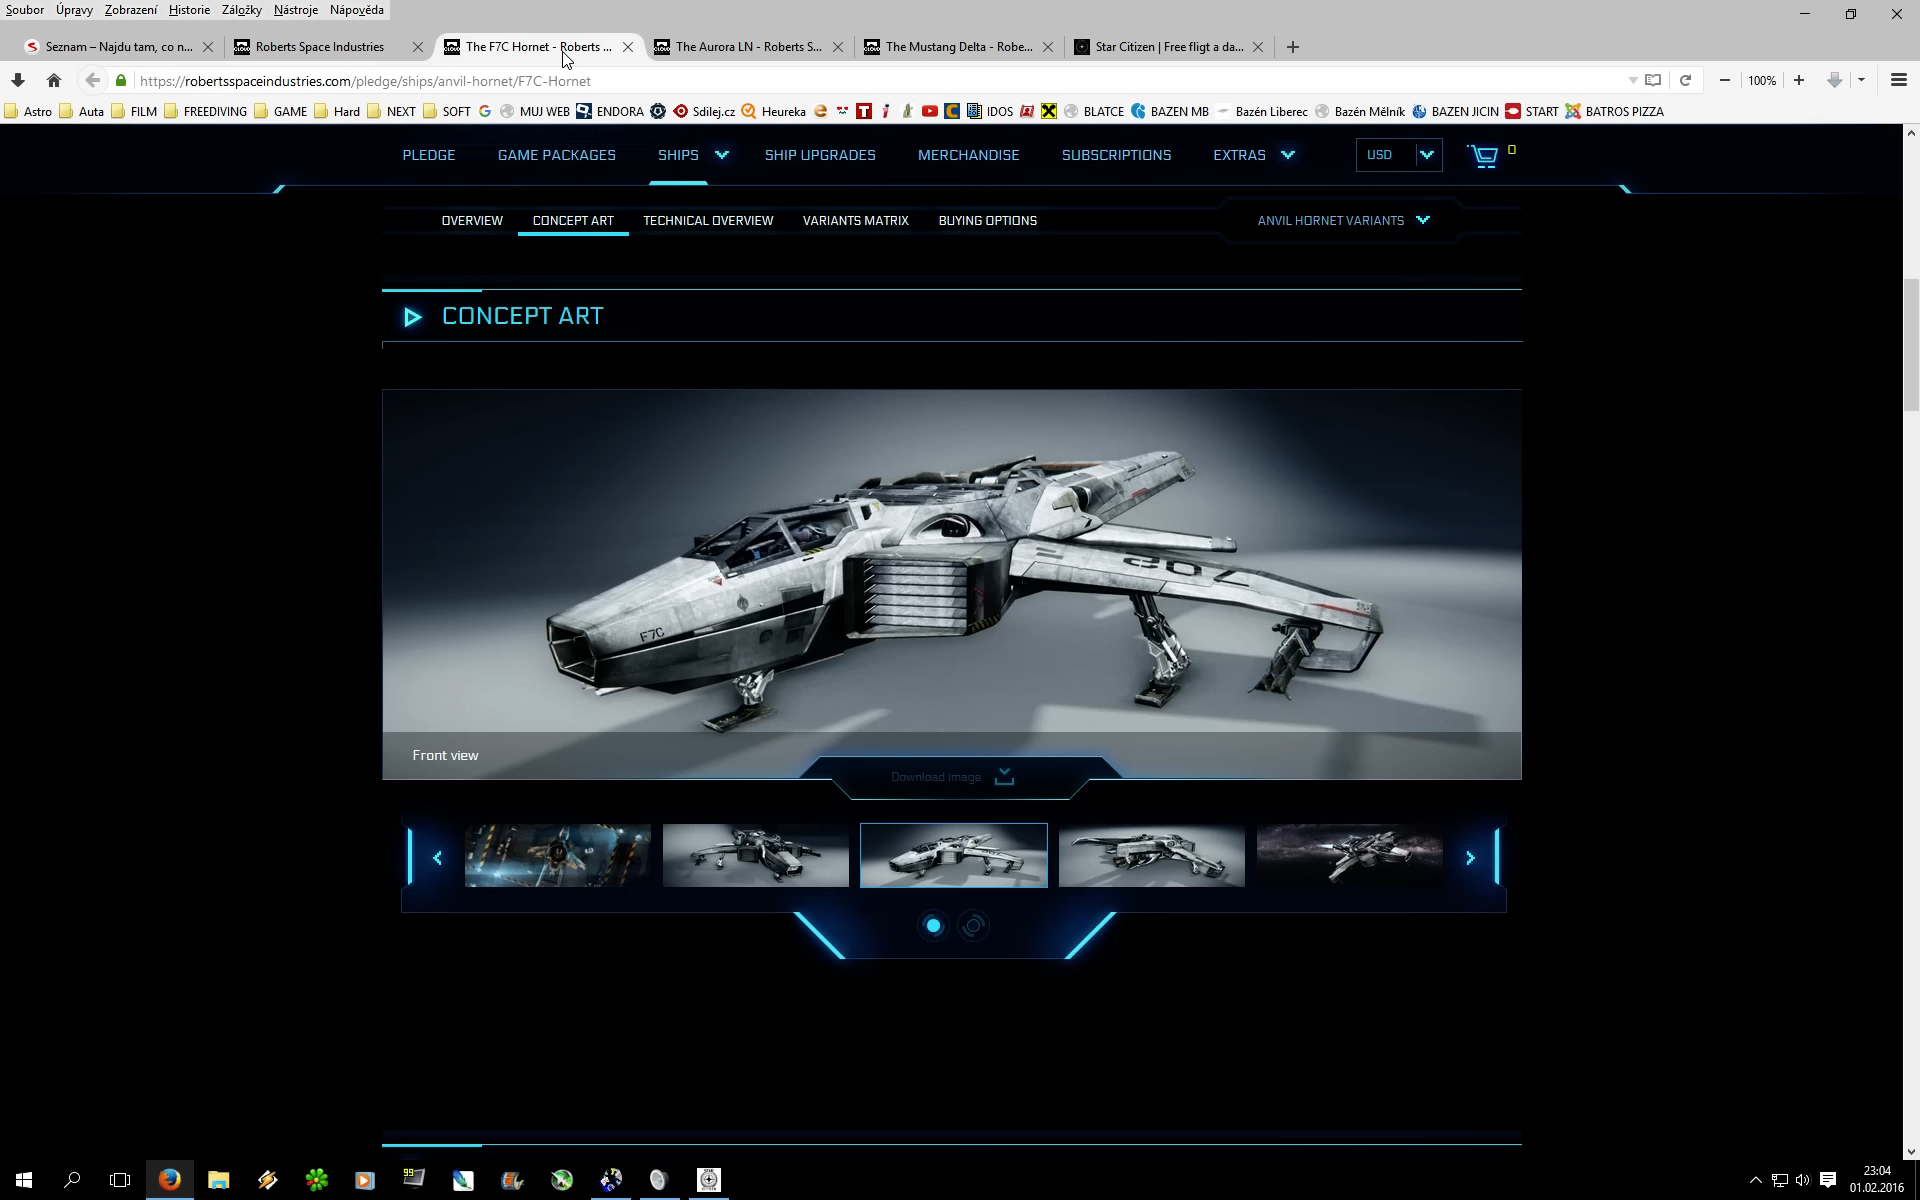 Soubor Úpravy Zobrazení Historie Záložky Nástroje Nápověda
Seznam – Najdu tam, co n... Roberts Space Industries The F7C Hornet - Roberts ... The Aurora LN - Roberts S... The Mustang Delta - Robe... Star Citizen | Free fligt a da...
https://robertsspaceindustries.com/pledge/ships/anvil-hornet/F7C-Hornet 100%
Astro Auta FILM FREEDIVING GAME Hard NEXT SOFT MUJ WEB ENDORA Sdilej.cz Heureka IDOS BLATCE BAZEN MB Bazén Liberec Bazén Mělník BAZEN JICIN START BATROS PIZZA
PLEDGE GAME PACKAGES SHIPS SHIP UPGRADES MERCHANDISE SUBSCRIPTIONS EXTRAS USD 0
OVERVIEW CONCEPT ART TECHNICAL OVERVIEW VARIANTS MATRIX BUYING OPTIONS ANVIL HORNET VARIANTS
CONCEPT ART
F7C
Front view
Download image
99
23:04
01.02.2016